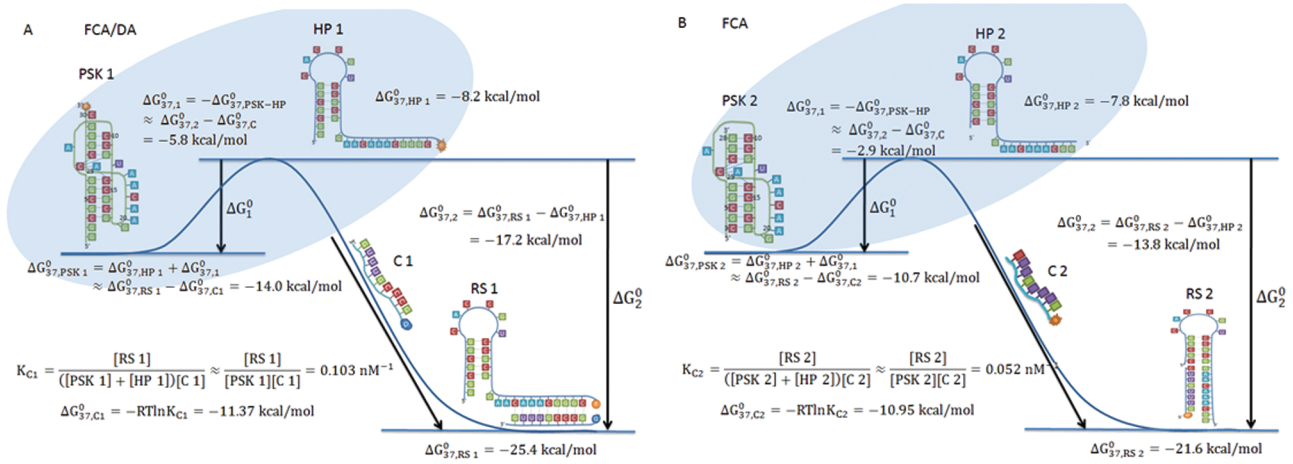 A FCA/DA
HP 1
PSK 1
ΔG⁰37,1 = −ΔG⁰37,PSK−HP
≈ ΔG⁰37,2 − ΔG⁰37,C
= −5.8 kcal/mol
ΔG⁰37,HP 1 = −8.2 kcal/mol
ΔG⁰1
ΔG⁰37,2 = ΔG⁰37,RS 1 − ΔG⁰37,HP 1
= −17.2 kcal/mol
ΔG⁰37,PSK 1 = ΔG⁰37,HP 1 + ΔG⁰37,1
≈ ΔG⁰37,RS 1 − ΔG⁰37,C1 = −14.0 kcal/mol
C 1
RS 1
ΔG⁰2
KC1 = [RS 1] / ([PSK 1] + [HP 1])[C 1] ≈ [RS 1] / [PSK 1][C 1] = 0.103 nM⁻¹
ΔG⁰37,C1 = −RTlnKC1 = −11.37 kcal/mol
ΔG⁰37,RS 1 = −25.4 kcal/mol
B FCA
HP 2
PSK 2
ΔG⁰37,1 = −ΔG⁰37,PSK−HP
≈ ΔG⁰37,2 − ΔG⁰37,C
= −2.9 kcal/mol
ΔG⁰37,HP 2 = −7.8 kcal/mol
ΔG⁰1
ΔG⁰37,2 = ΔG⁰37,RS 2 − ΔG⁰37,HP 2
= −13.8 kcal/mol
ΔG⁰37,PSK 2 = ΔG⁰37,HP 2 + ΔG⁰37,1
≈ ΔG⁰37,RS 2 − ΔG⁰37,C2 = −10.7 kcal/mol
C 2
RS 2
ΔG⁰2
KC2 = [RS 2] / ([PSK 2] + [HP 2])[C 2] ≈ [RS 2] / [PSK 2][C 2] = 0.052 nM⁻¹
ΔG⁰37,C2 = −RTlnKC2 = −10.95 kcal/mol
ΔG⁰37,RS 2 = −21.6 kcal/mol